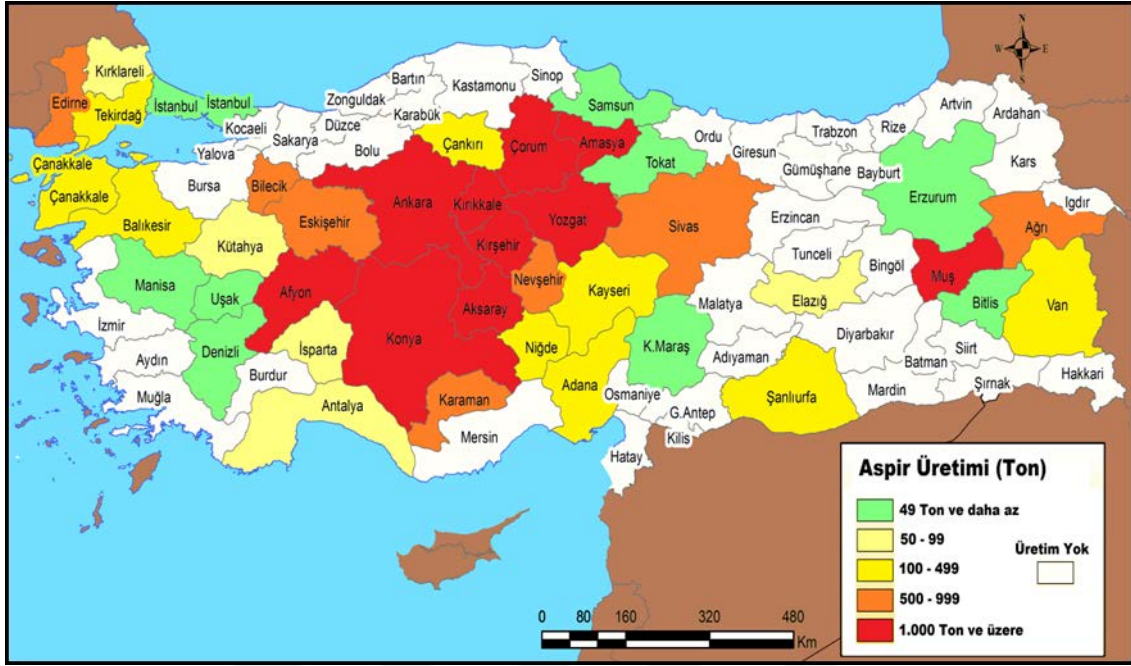 N
W E
S
Kırklareli
Edirne
Tekirdağ
İstanbul
İstanbul
Kocaeli
Yalova
Sakarya
Düzce
Zonguldak
Bartın
Karabük
Kastamonu
Sinop
Bolu
Çankırı
Çorum
Samsun
Amasya
Tokat
Ordu
Giresun
Trabzon
Rize
Artvin
Ardahan
Gümüşhane
Bayburt
Kars
Erzurum
Igdır
Ağrı
Çanakkale
Çanakkale
Balıkesir
Bursa
Bilecik
Eskişehir
Kütahya
Ankara
Kırıkkale
Kırşehir
Yozgat
Sivas
Erzincan
Tunceli
Bingöl
Muş
Bitlis
Van
Manisa
Uşak
Afyon
İzmir
Aydın
Denizli
Muğla
Burdur
İsparta
Antalya
Konya
Aksaray
Nevşehir
Kayseri
Niğde
Karaman
Mersin
Adana
Osmaniye
Hatay
Kilis
G.Antep
K.Maraş
Malatya
Adıyaman
Elazığ
Diyarbakır
Şanlıurfa
Mardin
Batman
Siirt
Şırnak
Hakkari
Aspir Üretimi (Ton)
49 Ton ve daha az
50 - 99
100 - 499
500 - 999
1.000 Ton ve üzere
Üretim Yok
0 80 160 320 480
Km